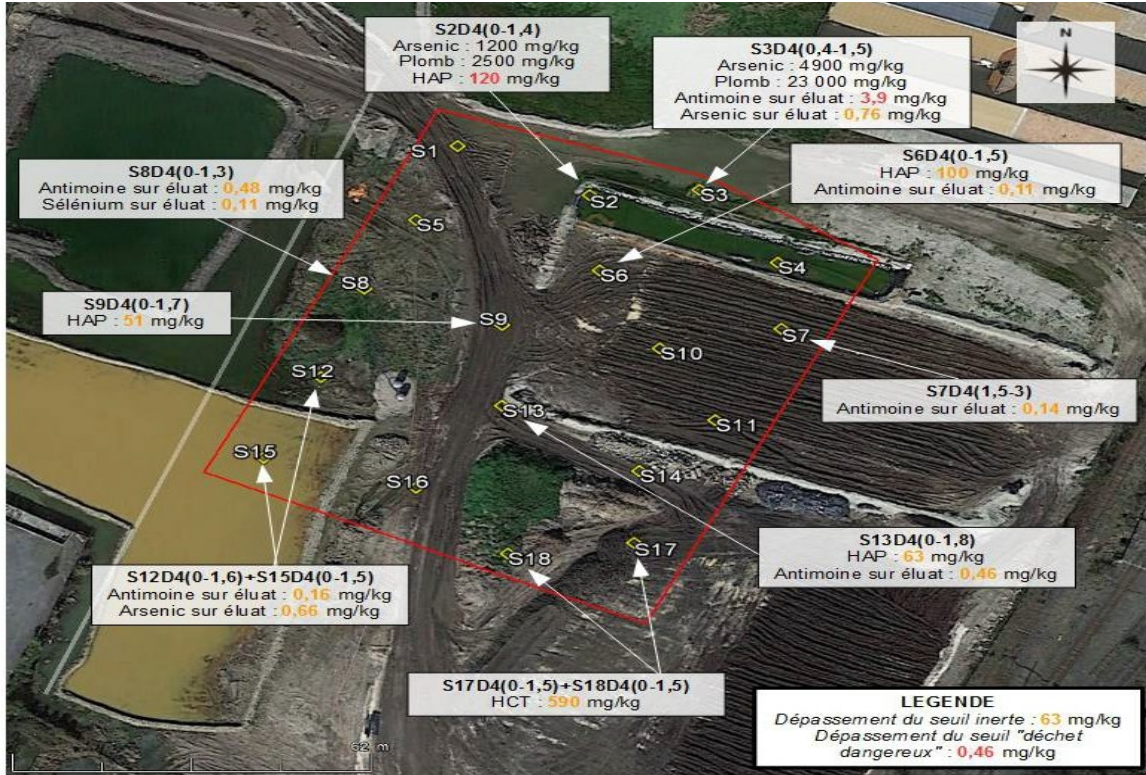 S2D4(0-1,4)
Arsenic : 1200 mg/kg
Plomb : 2500 mg/kg
HAP : 120 mg/kg
S3D4(0,4-1,5)
Arsenic : 4900 mg/kg
Plomb : 23 000 mg/kg
Antimoine sur éluat : 3,9 mg/kg
Arsenic sur éluat : 0,76 mg/kg
N
S6D4(0-1,5)
HAP : 100 mg/kg
Antimoine sur éluat : 0,11 mg/kg
S8D4(0-1,3)
Antimoine sur éluat : 0,48 mg/kg
Sélénium sur éluat : 0,11 mg/kg
S1
S2
S3
S5
S4
S6
S8
S9D4(0-1,7)
HAP : 51 mg/kg
S9
S7
S10
S12
S7D4(1,5-3)
Antimoine sur éluat : 0,14 mg/kg
S13
S11
S15
S16
S14
S18
S17
S13D4(0-1,8)
HAP : 63 mg/kg
Antimoine sur éluat : 0,46 mg/kg
S12D4(0-1,6)+S15D4(0-1,5)
Antimoine sur éluat : 0,16 mg/kg
Arsenic sur éluat : 0,66 mg/kg
S17D4(0-1,5)+S18D4(0-1,5)
HCT : 590 mg/kg
LEGENDE
Dépassement du seuil inerte : 63 mg/kg
Dépassement du seuil "déchet
dangereux" : 0,46 mg/kg
62 m